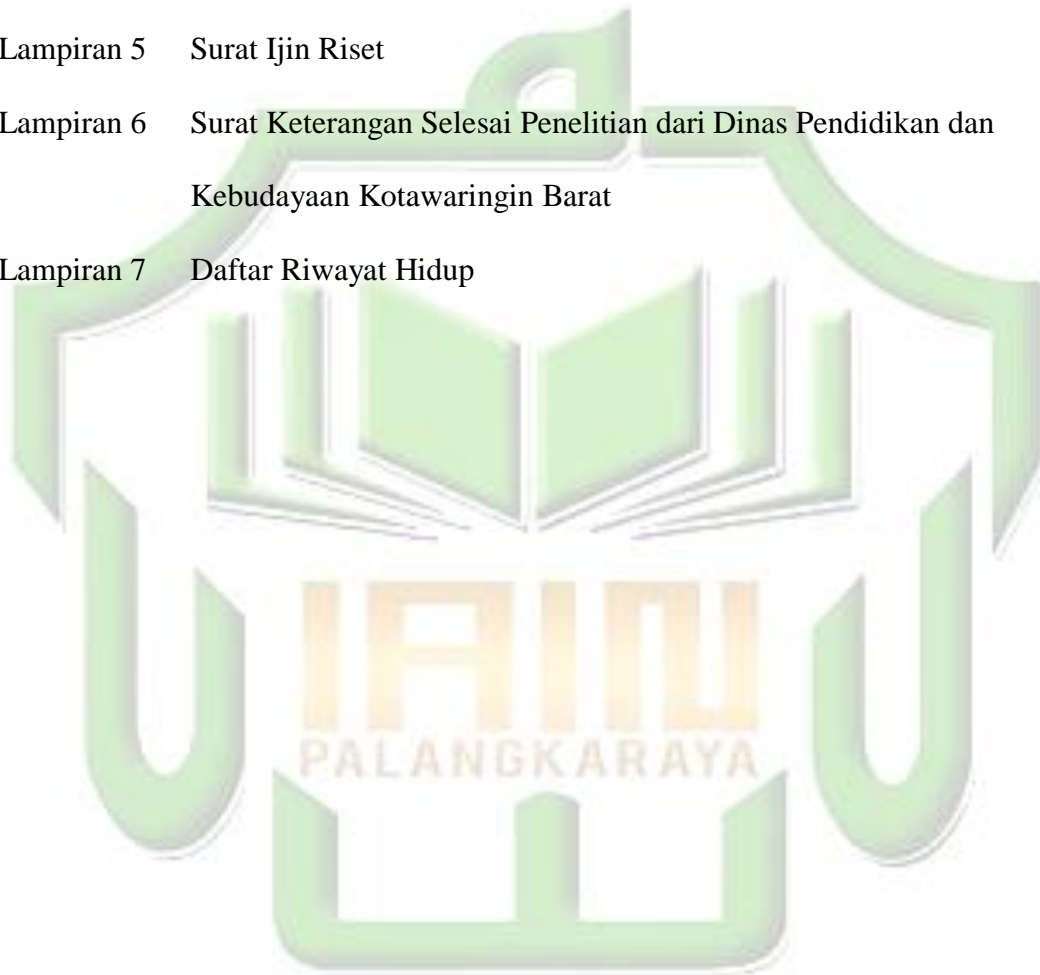 Lampiran 5 Surat Ijin Riset
Lampiran 6 Surat Keterangan Selesai Penelitian dari Dinas Pendidikan dan
Kebudayaan Kotawaringin Barat
Lampiran 7 Daftar Riwayat Hidup
IAIN
PALANGKARAYA